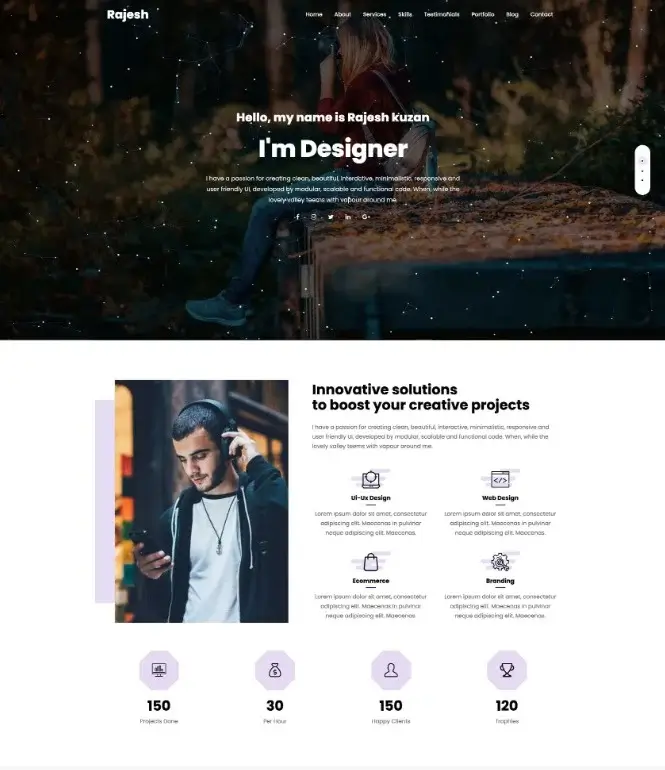 Rajesh
Home About Services Skills Testimonials Portfolio Blog Contact
Hello, my name is Rajesh kuzan
I'm Designer
I have a passion for creating clean, beautiful, interactive, minimalistic, responsive and
user friendly UI, developed by modular, scalable and functional code. When, while the
lovely valley teems with vapour around me.
Innovative solutions
to boost your creative projects
I have a passion for creating clean, beautiful, interactive, minimalistic, responsive and
user friendly UI, developed by modular, scalable and functional code. When, while the
lovely valley teems with vapour around me.
Ui-Ux Design
Lorem ipsum dolor sit amet, consectetur
adipiscing elit. Maecenas in pulvinar
neque adipiscing elit. Maecenas.
Web Design
Lorem ipsum dolor sit amet, consectetur
adipiscing elit. Maecenas in pulvinar
neque adipiscing elit. Maecenas.
Ecommerce
Lorem ipsum dolor sit amet, consectetur
adipiscing elit. Maecenas in pulvinar
neque adipiscing elit. Maecenas.
Branding
Lorem ipsum dolor sit amet, consectetur
adipiscing elit. Maecenas in pulvinar
neque adipiscing elit. Maecenas.
150
Projects Done
30
Per Hour
150
Happy Clients
120
Trophies